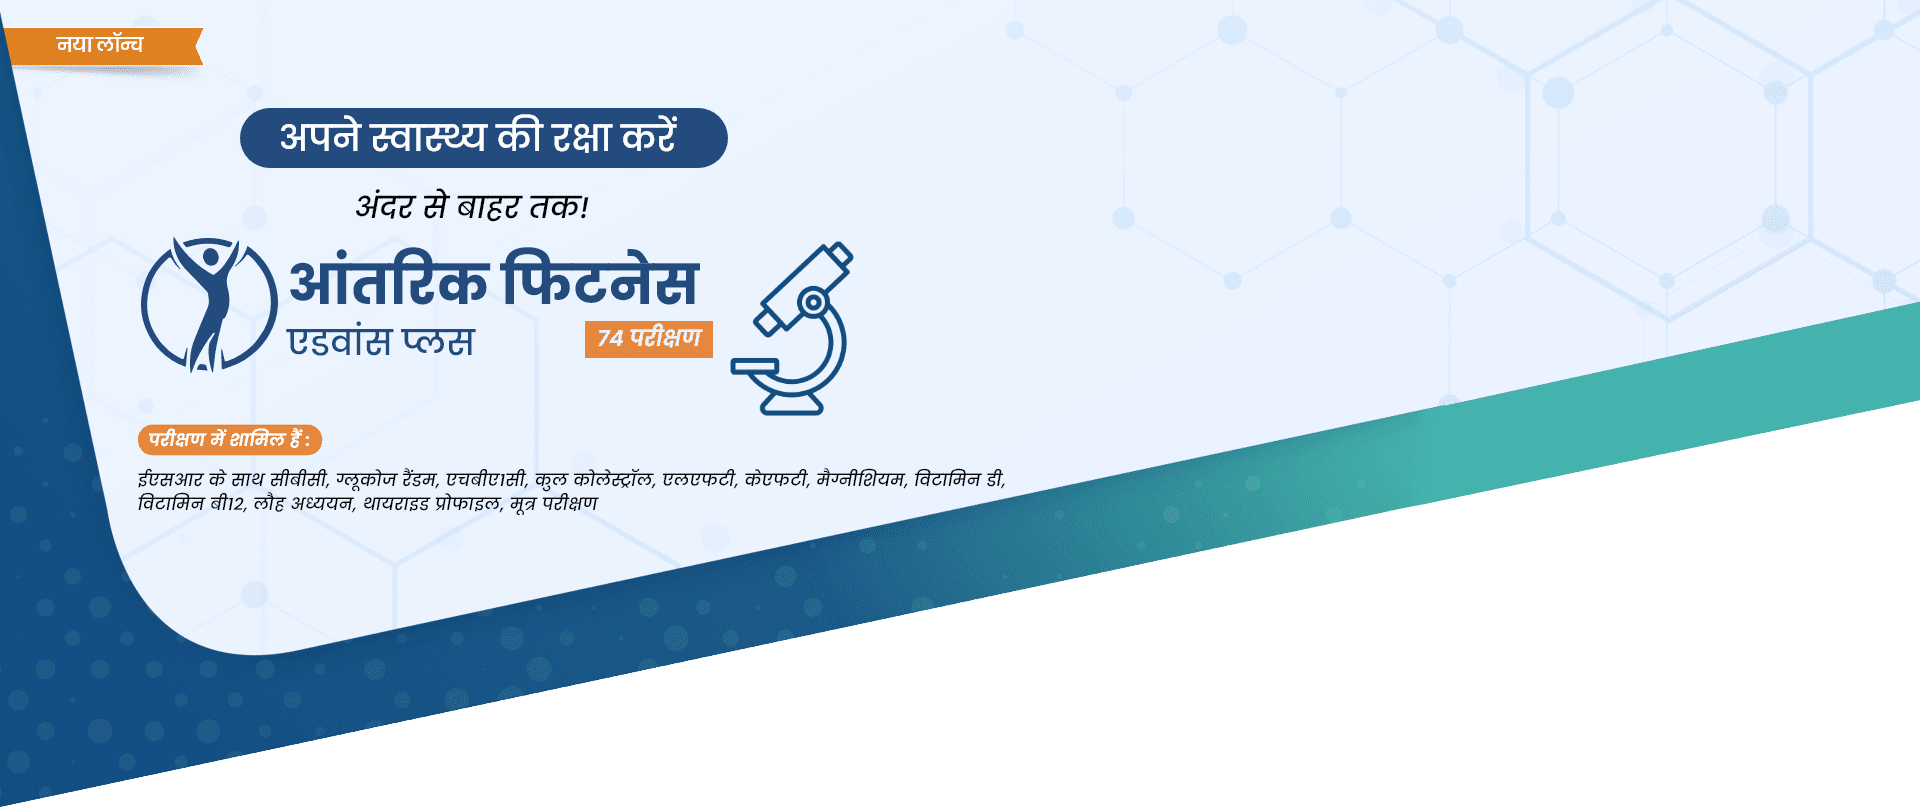 नया लॉन्च
अपने स्वास्थ्य की रक्षा करें
अंदर से बाहर तक!
आंतरिक फिटनेस
एडवांस प्लस
74 परीक्षण
परीक्षण में शामिल हैं :
ईएसआर के साथ सीबीसी, ग्लूकोज रैंडम, एचबीए1सी, कुल कोलेस्ट्रॉल, एलएफटी, केएफटी, मैग्नीशियम, विटामिन डी,
विटामिन बी12, लौह अध्ययन, थायराइड प्रोफाइल, मूत्र परीक्षण